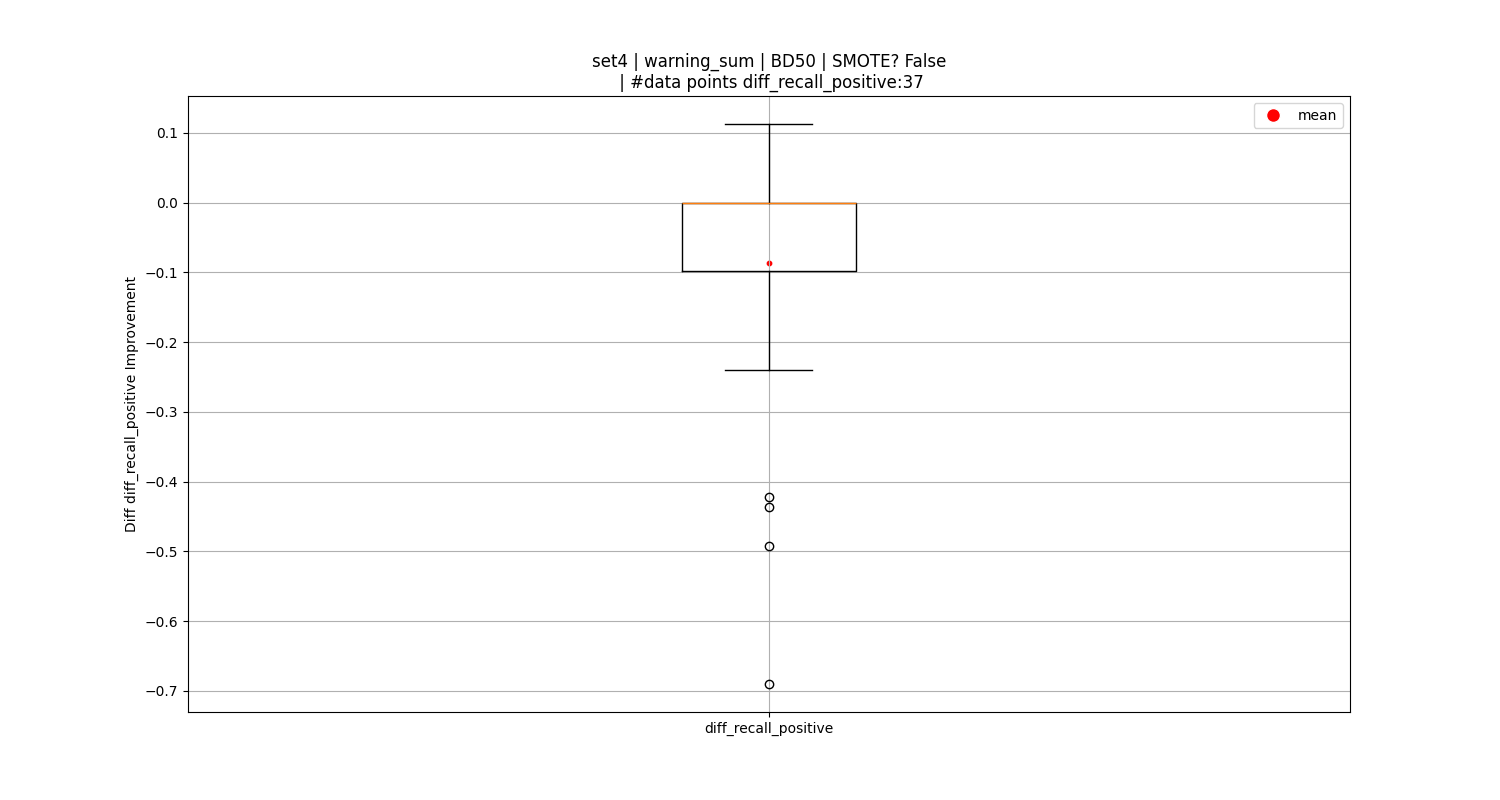 set4 | warning_sum | BD50 | SMOTE? False
| #data points diff_recall_positive:37
mean
0.1
0.0
−0.1
−0.2
−0.3
−0.4
−0.5
−0.6
−0.7
Diff diff_recall_positive Improvement
diff_recall_positive